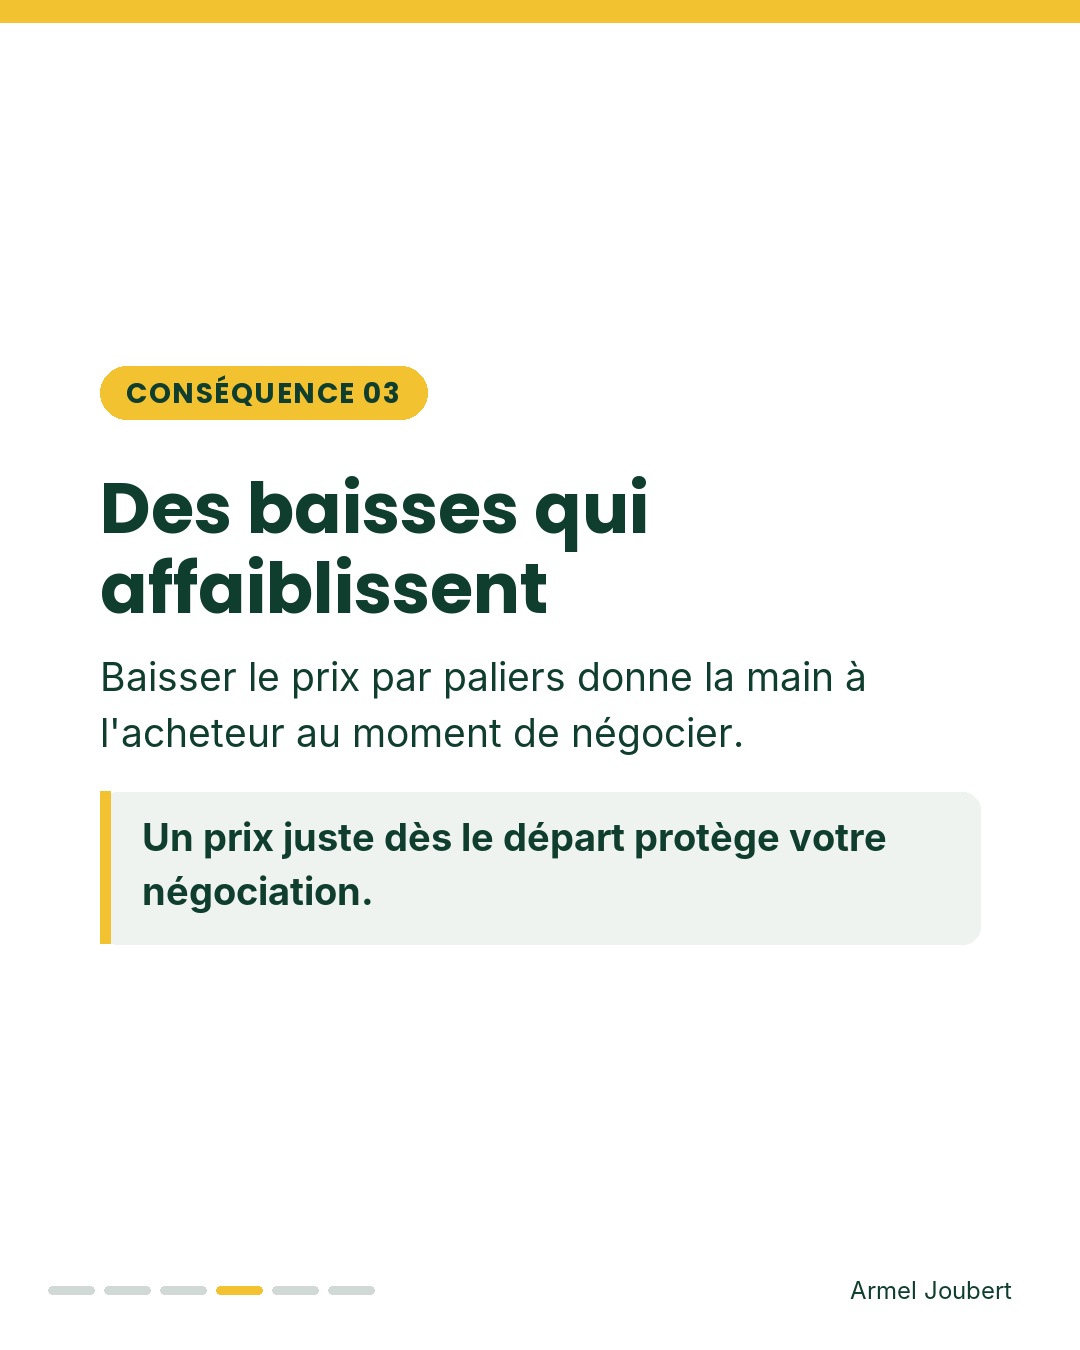 CONSÉQUENCE 03
Des baisses qui
affaiblissent
Baisser le prix par paliers donne la main à
l'acheteur au moment de négocier.
Un prix juste dès le départ protège votre
négociation.
Armel Joubert